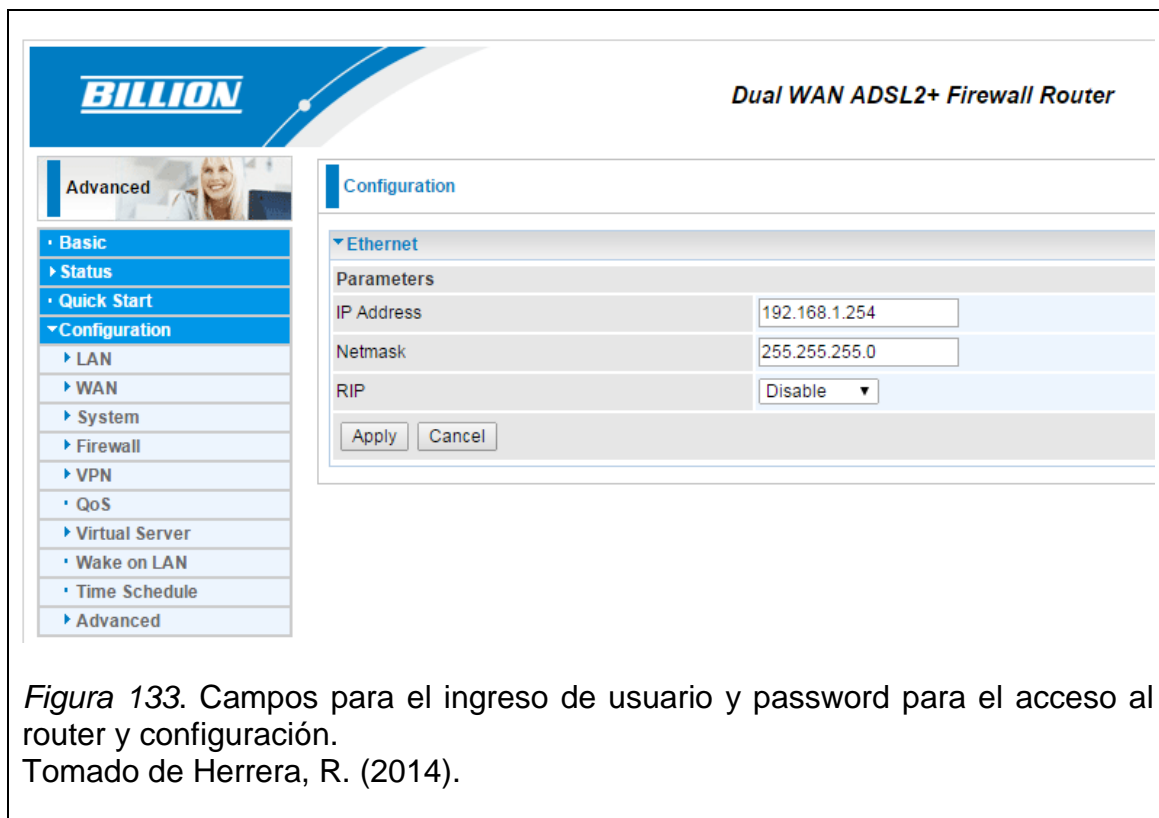 BILLION
Dual WAN ADSL2+ Firewall Router
Advanced
Basic
Status
Quick Start
Configuration
LAN
WAN
System
Firewall
VPN
QoS
Virtual Server
Wake on LAN
Time Schedule
Advanced
Configuration
Ethernet
Parameters
IP Address 192.168.1.254
Netmask 255.255.255.0
RIP Disable
Apply Cancel
Figura 133. Campos para el ingreso de usuario y password para el acceso al
router y configuración.
Tomado de Herrera, R. (2014).